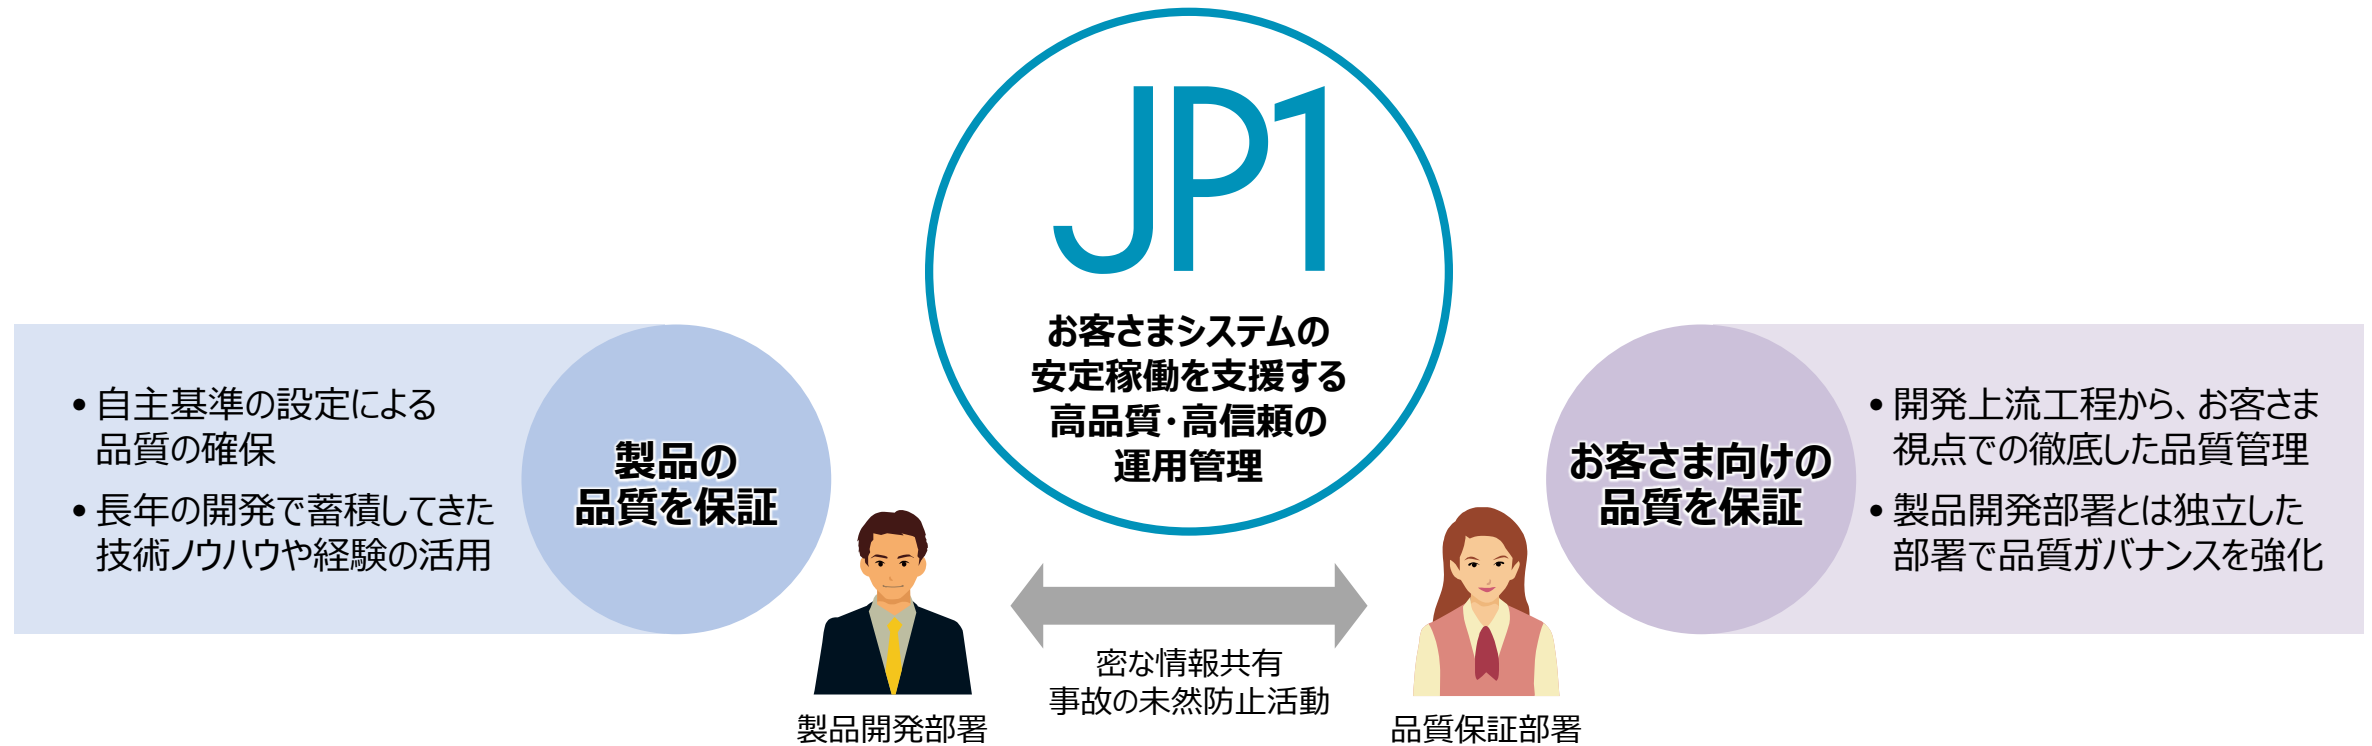 JP1
お客さまシステムの
安定稼働を支援する
高品質・高信頼の
運用管理
• 自主基準の設定による
品質の確保
• 長年の開発で蓄積してきた
技術ノウハウや経験の活用
製品の
品質を保証
お客さま向けの
品質を保証
• 開発上流工程から、お客さま
視点での徹底した品質管理
• 製品開発部署とは独立した
部署で品質ガバナンスを強化
密な情報共有
事故の未然防止活動
製品開発部署
品質保証部署